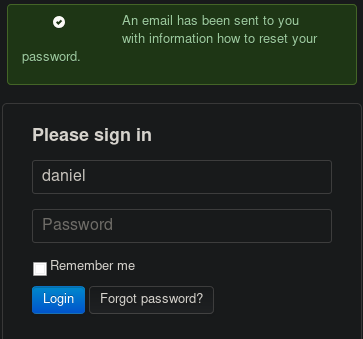 An email has been sent to you
with information how to reset your
password.
Please sign in
daniel
Password
Remember me
Login Forgot password?